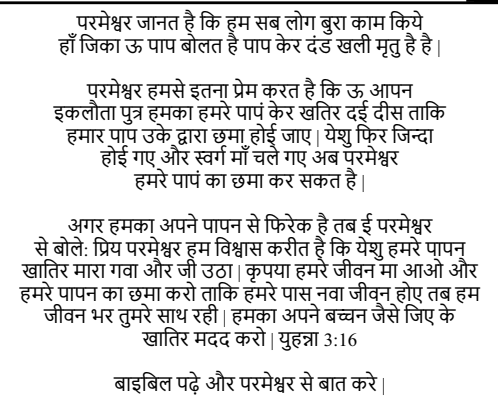 परमेश्वर जानत है कि हम सब लोग बुरा काम किये
हाँ जिका ऊ पाप बोलत है पाप केर दंड खली मृतु है है |
परमेश्वर हमसे इतना प्रेम करत है कि ऊ आपन
इकलौता पुत्र हमका हमरे पापं केर खतिर दई दीस ताकि
हमार पाप उके द्वारा छमा होई जाए | येशु फिर जिन्दा
होई गए और स्वर्ग माँ चले गए अब परमेश्वर
हमरे पापं का छमा कर सकत है |
अगर हमका अपने पापन से फिरेक है तब ई परमेश्वर
से बोले: प्रिय परमेश्वर हम विश्वास करीत है कि येशु हमरे पापन
खातिर मारा गवा और जी उठा | कृपया हमरे जीवन मा आओ और
हमरे पापन का छमा करो ताकि हमरे पास नवा जीवन होए तब हम
जीवन भर तुमरे साथ रही | हमका अपने बच्चन जैसे जिए के
खातिर मदद करो | युहन्ना 3:16
बाइबिल पढ़े और परमेश्वर से बात करे |